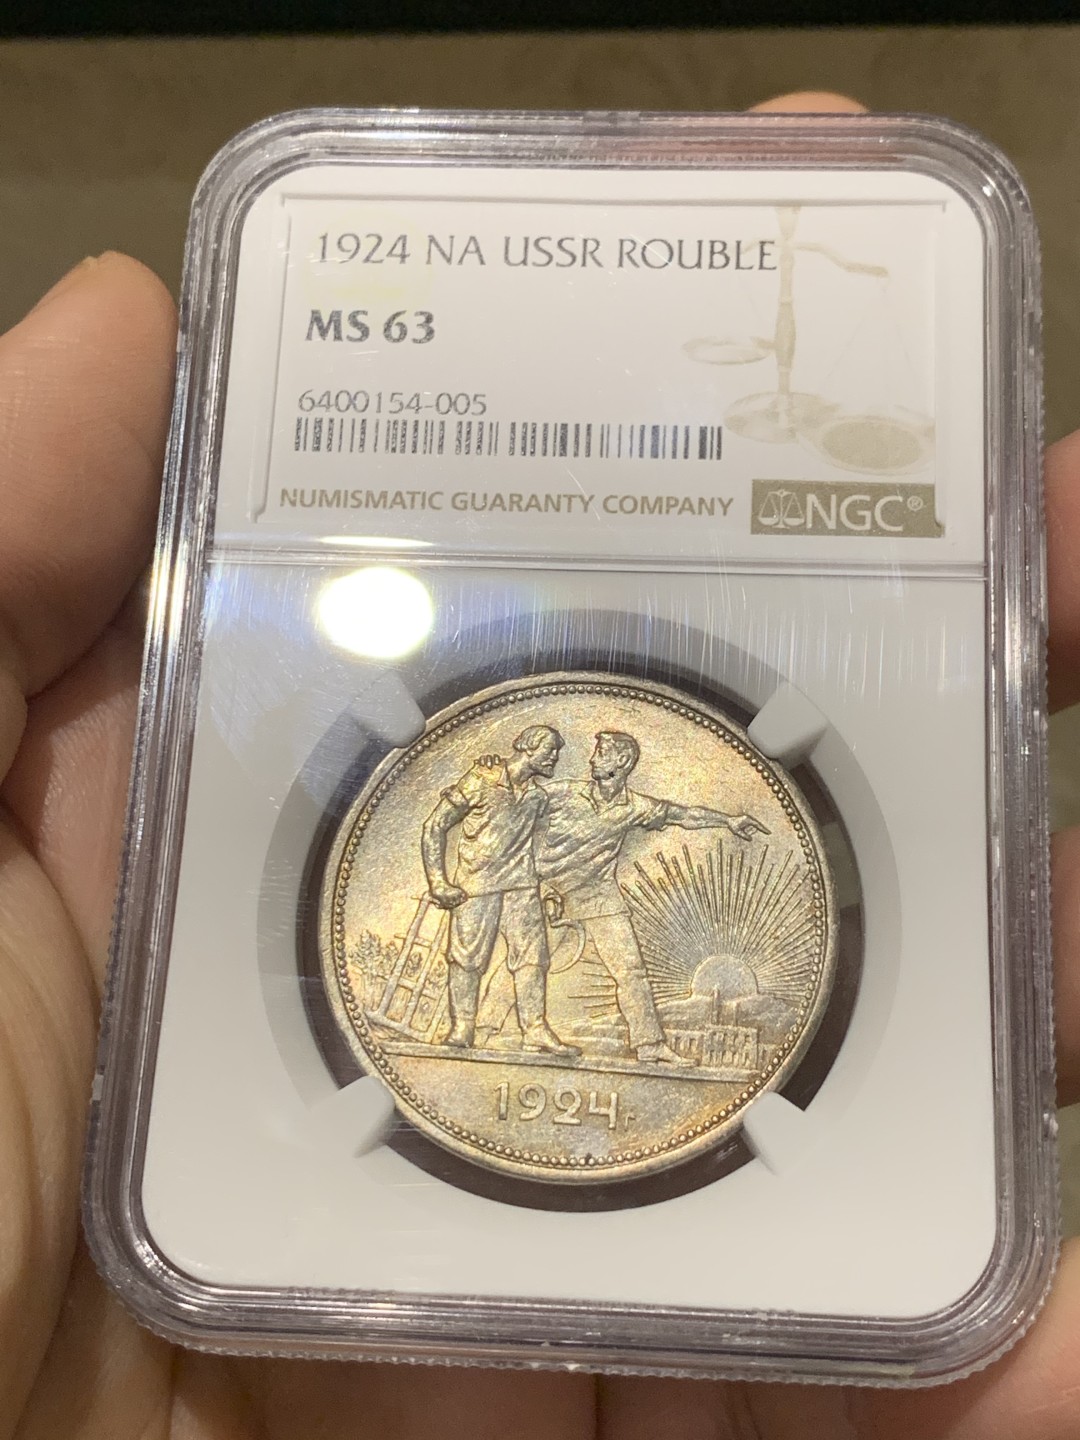 1924 NA USSR ROUBLE
MS 63
6400154-005
NUMISMATIC GUARANTY COMPANY NGC®
1924г.